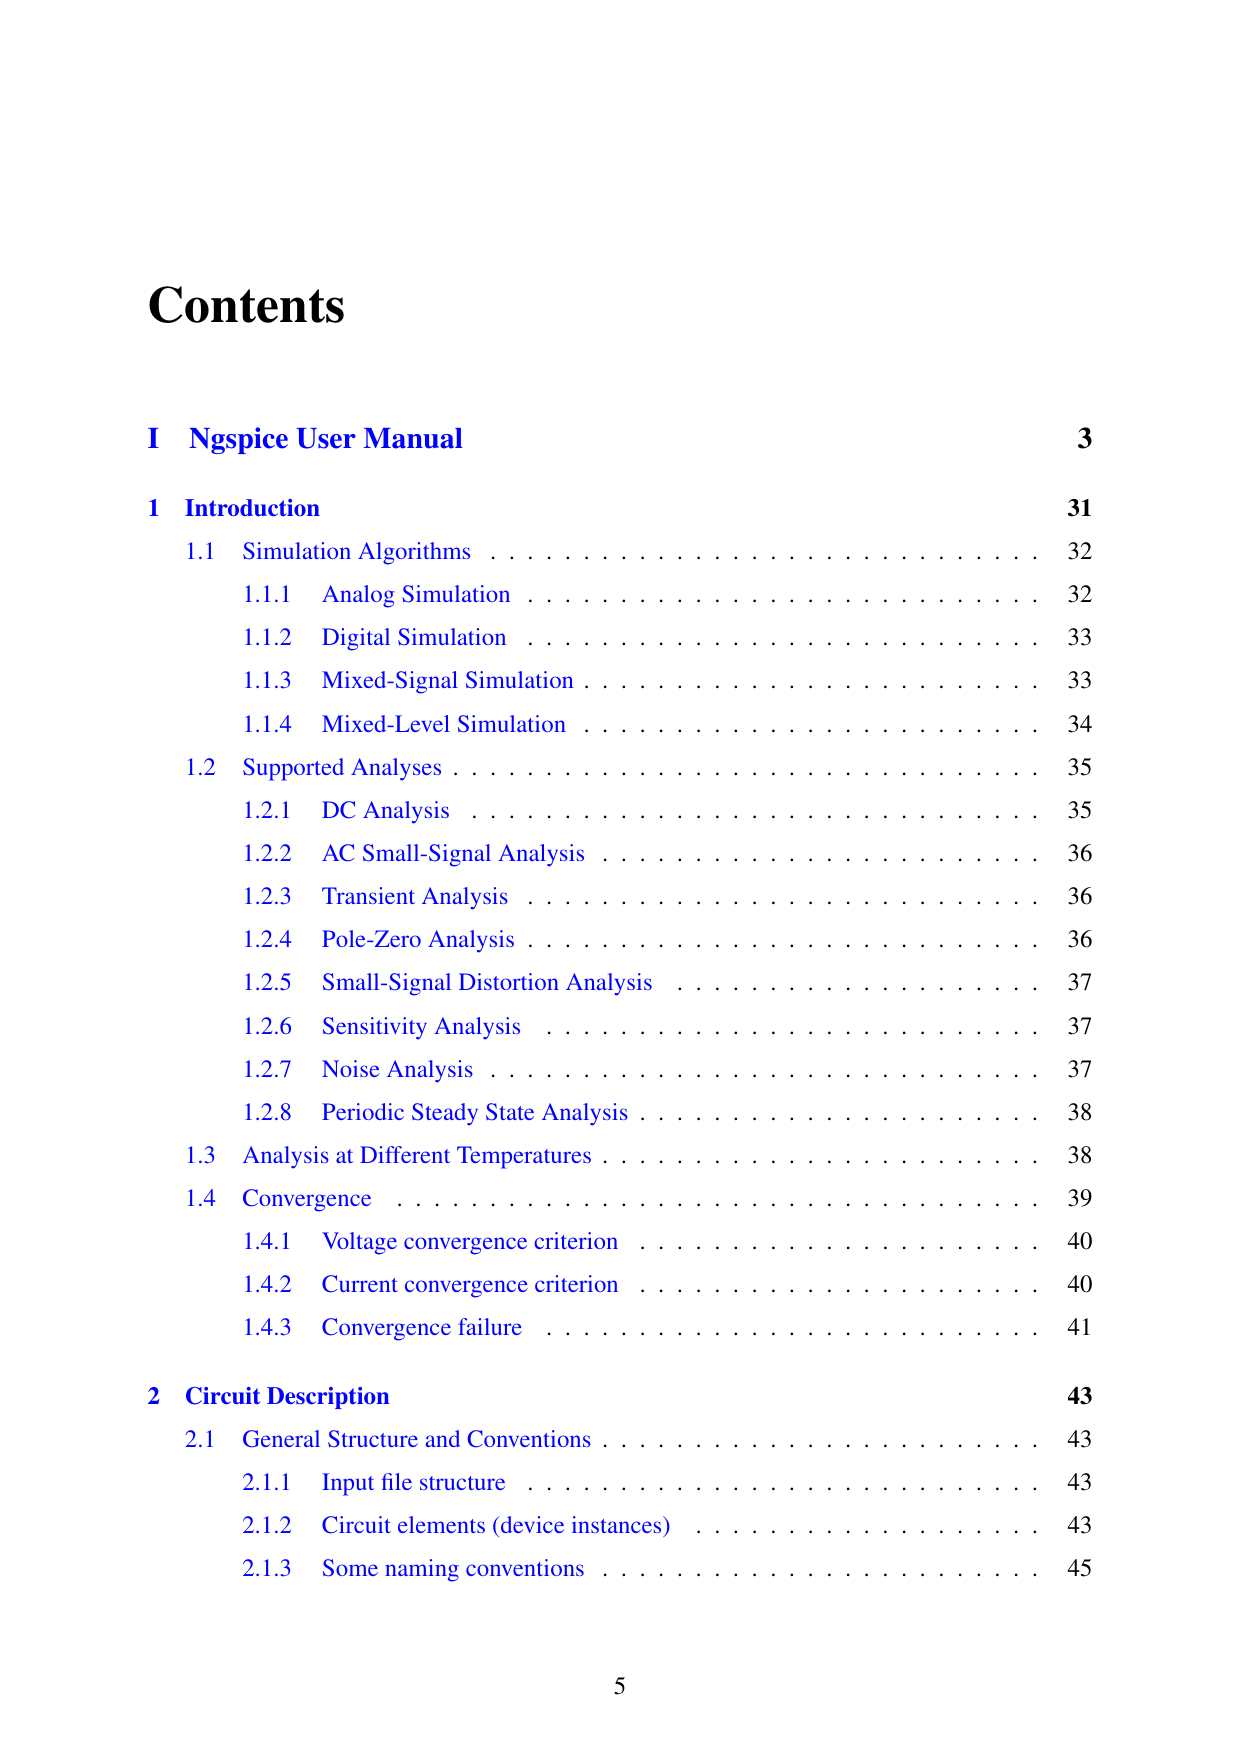 Contents
I Ngspice User Manual 3
1 Introduction 31
1.1 Simulation Algorithms . . . . . . . . . . . . . . . . . . . . . . . . . . . . . . 32
1.1.1 Analog Simulation . . . . . . . . . . . . . . . . . . . . . . . . . . . . 32
1.1.2 Digital Simulation . . . . . . . . . . . . . . . . . . . . . . . . . . . . 33
1.1.3 Mixed-Signal Simulation . . . . . . . . . . . . . . . . . . . . . . . . . 33
1.1.4 Mixed-Level Simulation . . . . . . . . . . . . . . . . . . . . . . . . . 34
1.2 Supported Analyses . . . . . . . . . . . . . . . . . . . . . . . . . . . . . . . . 35
1.2.1 DC Analysis . . . . . . . . . . . . . . . . . . . . . . . . . . . . . . . 35
1.2.2 AC Small-Signal Analysis . . . . . . . . . . . . . . . . . . . . . . . . 36
1.2.3 Transient Analysis . . . . . . . . . . . . . . . . . . . . . . . . . . . . 36
1.2.4 Pole-Zero Analysis . . . . . . . . . . . . . . . . . . . . . . . . . . . . 36
1.2.5 Small-Signal Distortion Analysis . . . . . . . . . . . . . . . . . . . . 37
1.2.6 Sensitivity Analysis . . . . . . . . . . . . . . . . . . . . . . . . . . . 37
1.2.7 Noise Analysis . . . . . . . . . . . . . . . . . . . . . . . . . . . . . . 37
1.2.8 Periodic Steady State Analysis . . . . . . . . . . . . . . . . . . . . . . 38
1.3 Analysis at Different Temperatures . . . . . . . . . . . . . . . . . . . . . . . . 38
1.4 Convergence . . . . . . . . . . . . . . . . . . . . . . . . . . . . . . . . . . . 39
1.4.1 Voltage convergence criterion . . . . . . . . . . . . . . . . . . . . . . 40
1.4.2 Current convergence criterion . . . . . . . . . . . . . . . . . . . . . . 40
1.4.3 Convergence failure . . . . . . . . . . . . . . . . . . . . . . . . . . . 41
2 Circuit Description 43
2.1 General Structure and Conventions . . . . . . . . . . . . . . . . . . . . . . . . 43
2.1.1 Input file structure . . . . . . . . . . . . . . . . . . . . . . . . . . . . 43
2.1.2 Circuit elements (device instances) . . . . . . . . . . . . . . . . . . . 43
2.1.3 Some naming conventions . . . . . . . . . . . . . . . . . . . . . . . . 45
5